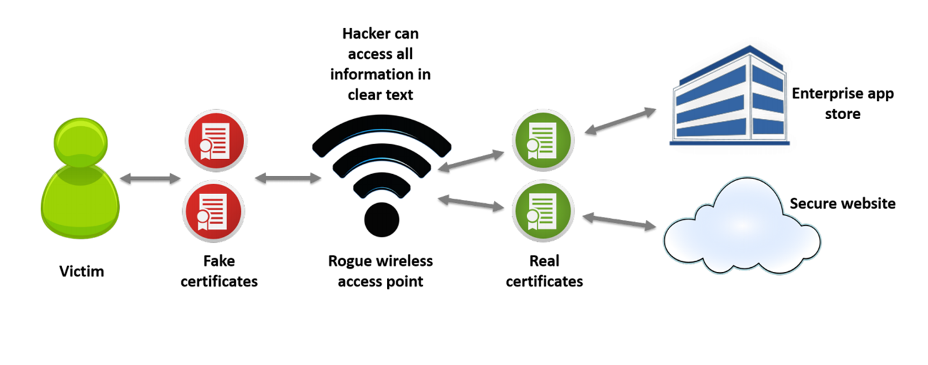 Hacker can
access all
information in
clear text
Enterprise app
store
Secure website
Victim
Fake
certificates
Rogue wireless
access point
Real
certificates